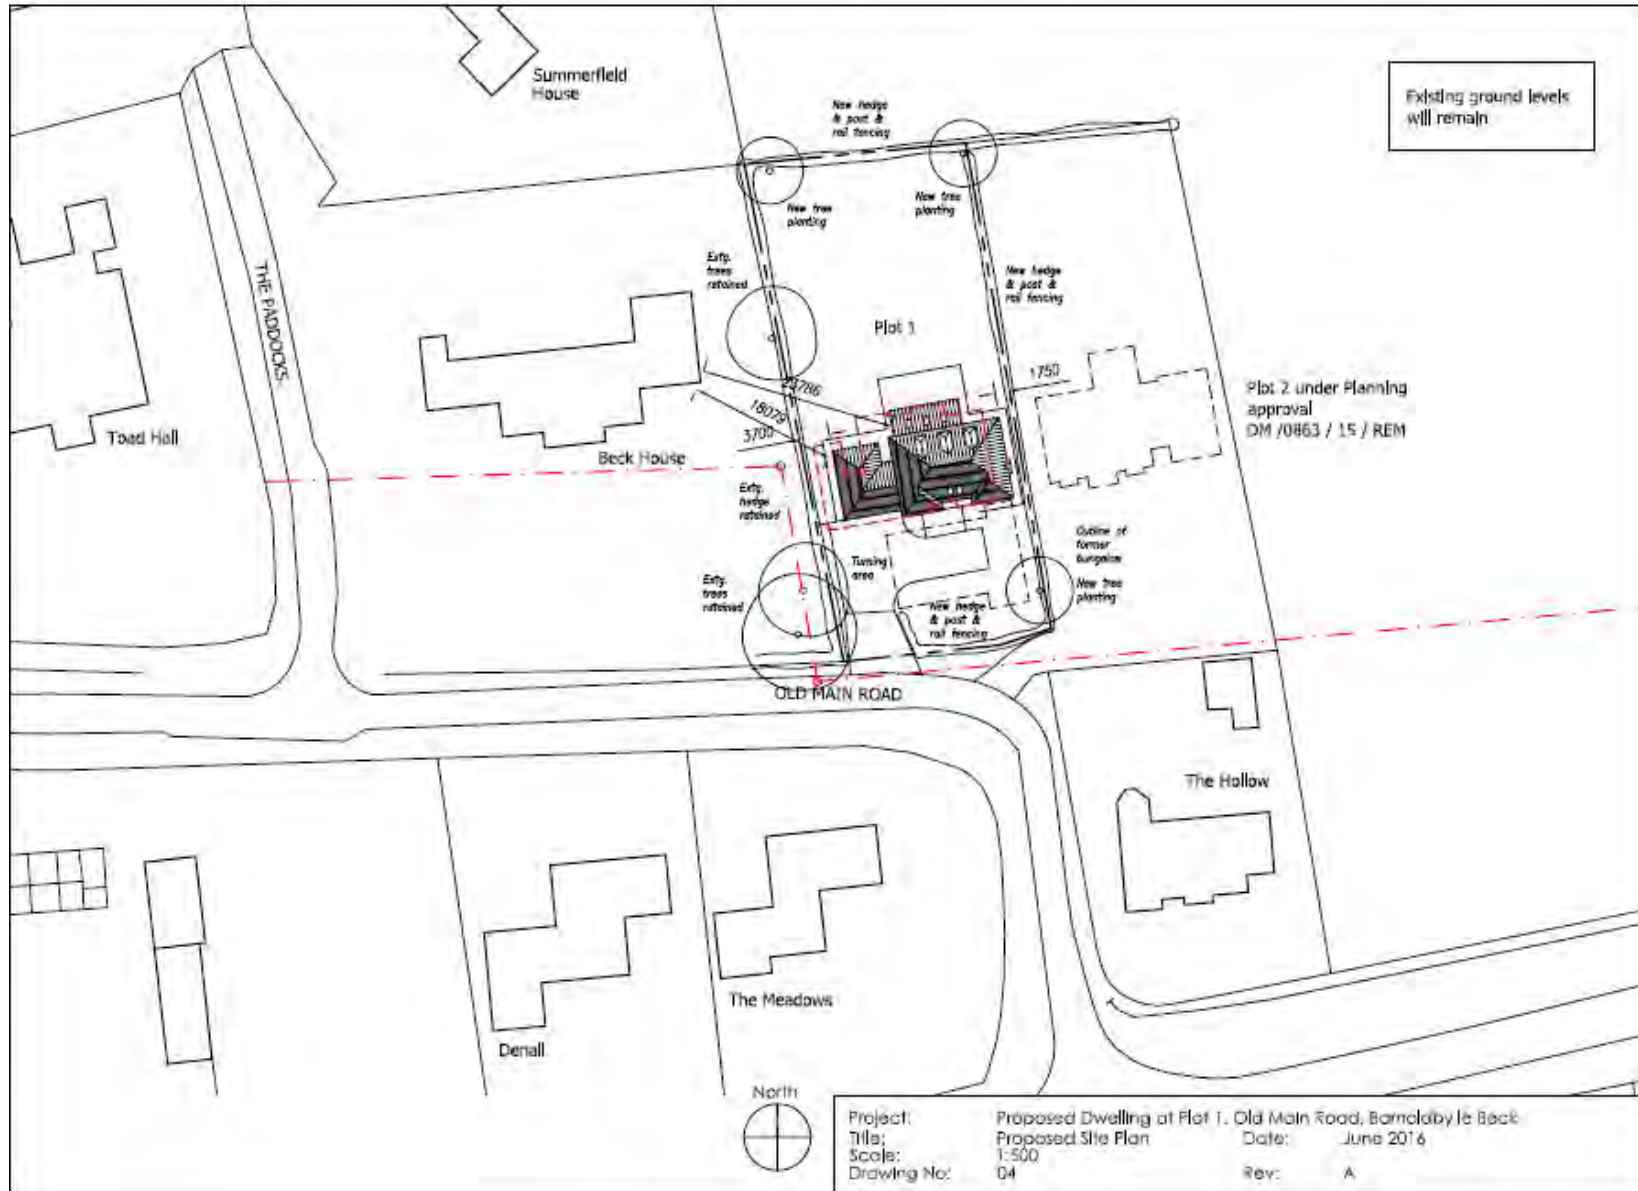 Summerfield
House
New hedge
& post &
rail fencing
Existing ground levels
will remain
New tree
planting
New tree
planting
Extg.
trees
retained
New hedge
& post &
rail fencing
THE PADDOCKS
Plot 1
23786
1750
18079
3700
Plot 2 under Planning
approval
DM /0863 / 15 / REM
Toad Hall
Beck House
Extg.
hedge
retained
Outline of
former
bungalow
Turning
area
Extg.
trees
retained
New tree
planting
New hedge
& post &
rail fencing
OLD MAIN ROAD
The Hollow
The Meadows
Denall
North
Project: Proposed Dwelling at Plot 1, Old Main Road, Barnoldby le Beck
Title: Proposed Site Plan Date: June 2016
Scale: 1:500
Drawing No: 04 Rev: A